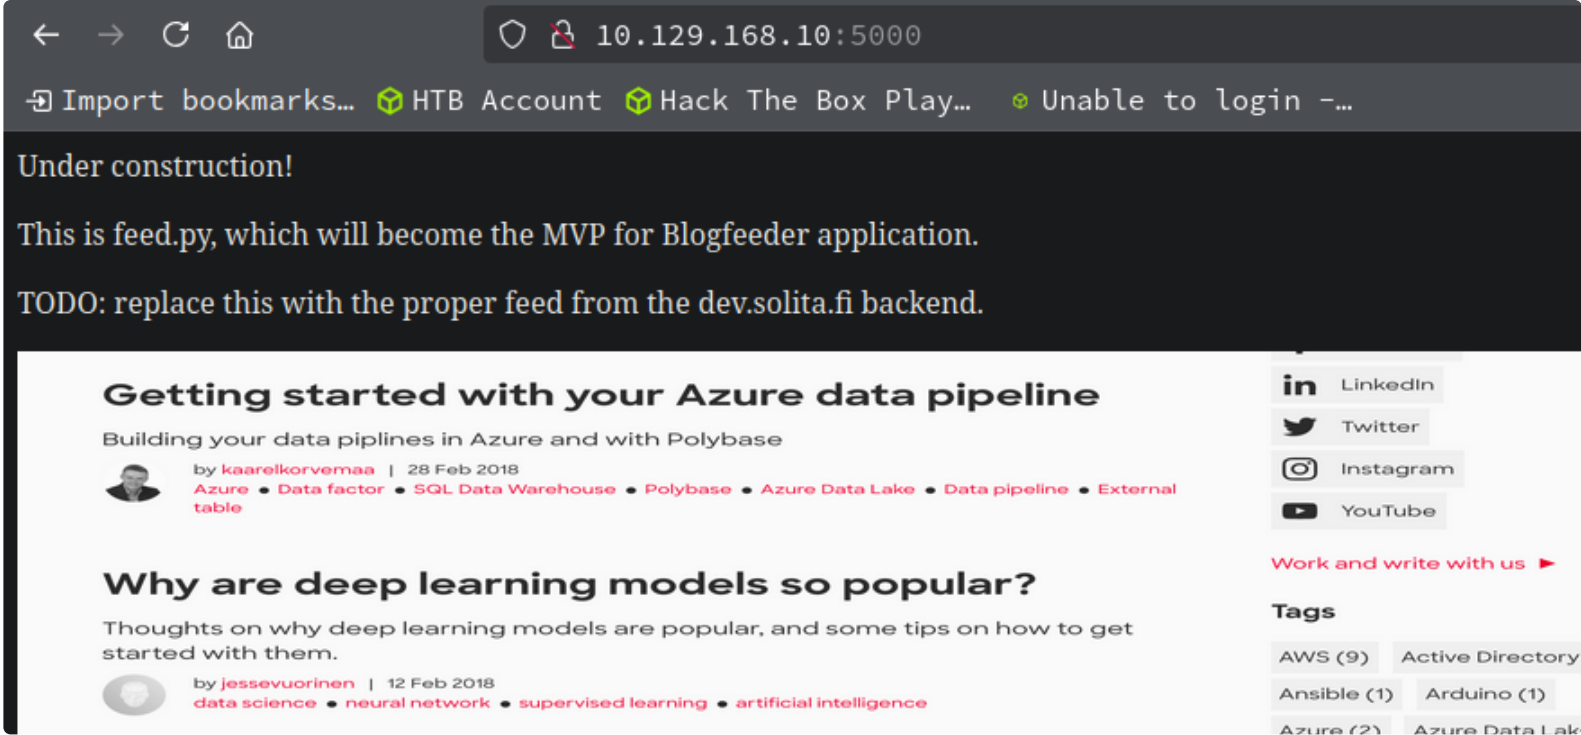 10.129.168.10:5000
Import bookmarks… HTB Account Hack The Box Play… Unable to login –…
Under construction!
This is feed.py, which will become the MVP for Blogfeeder application.
TODO: replace this with the proper feed from the dev.solita.fi backend.
Getting started with your Azure data pipeline
Building your data piplines in Azure and with Polybase
by kaarelkorvemaa | 28 Feb 2018
Azure ● Data factor ● SQL Data Warehouse ● Polybase ● Azure Data Lake ● Data pipeline ● External
table
Why are deep learning models so popular?
Thoughts on why deep learning models are popular, and some tips on how to get
started with them.
by jessevuorinen | 12 Feb 2018
data science ● neural network ● supervised learning ● artificial intelligence
in LinkedIn
Twitter
Instagram
YouTube
Work and write with us ►
Tags
AWS (9) Active Directory
Ansible (1) Arduino (1)
Azure (2) Azure Data Lak